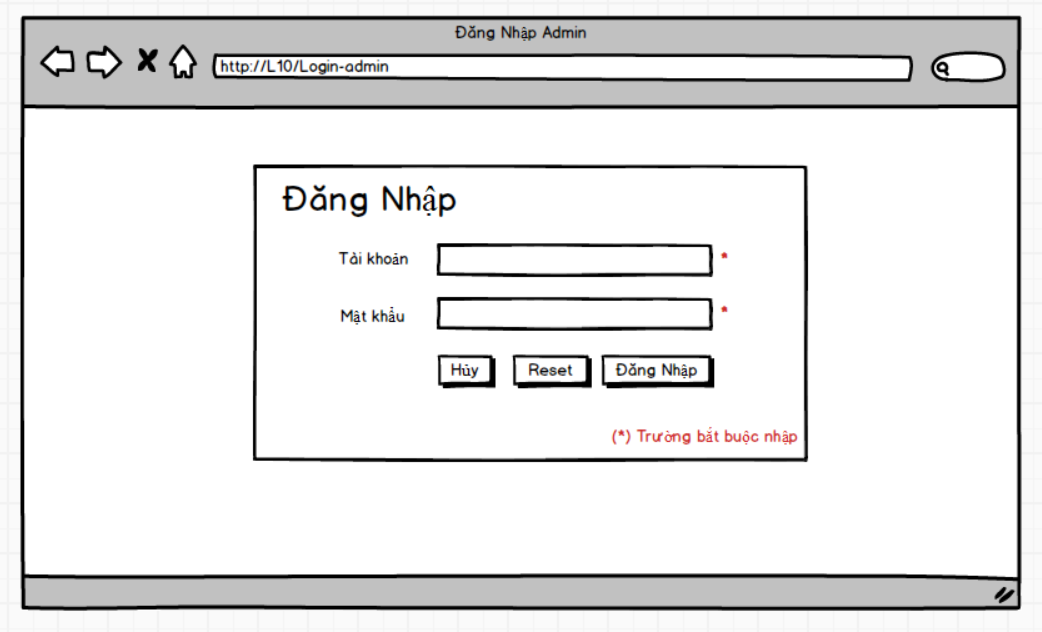 Đăng Nhập Admin
http://L10/Login-admin
Đăng Nhập
Tài khoản *
Mật khẩu *
Hủy Reset Đăng Nhập
(*) Trường bắt buộc nhập